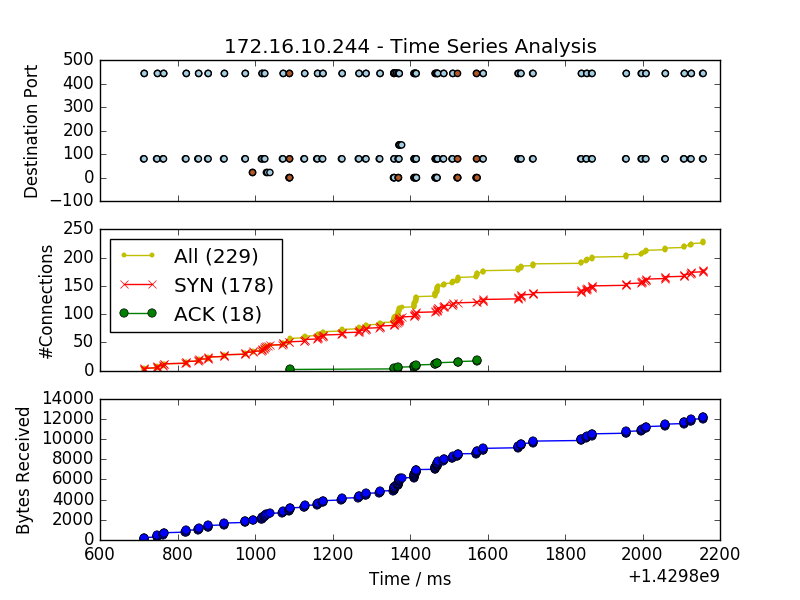 172.16.10.244 - Time Series Analysis
500
400
300
200
100
0
−100
Destination Port
250
200
150
100
50
0
#Connections
All (229)
SYN (178)
ACK (18)
14000
12000
10000
8000
6000
4000
2000
0
Bytes Received
600 800 1000 1200 1400 1600 1800 2000 2200
Time / ms
+1.4298e9